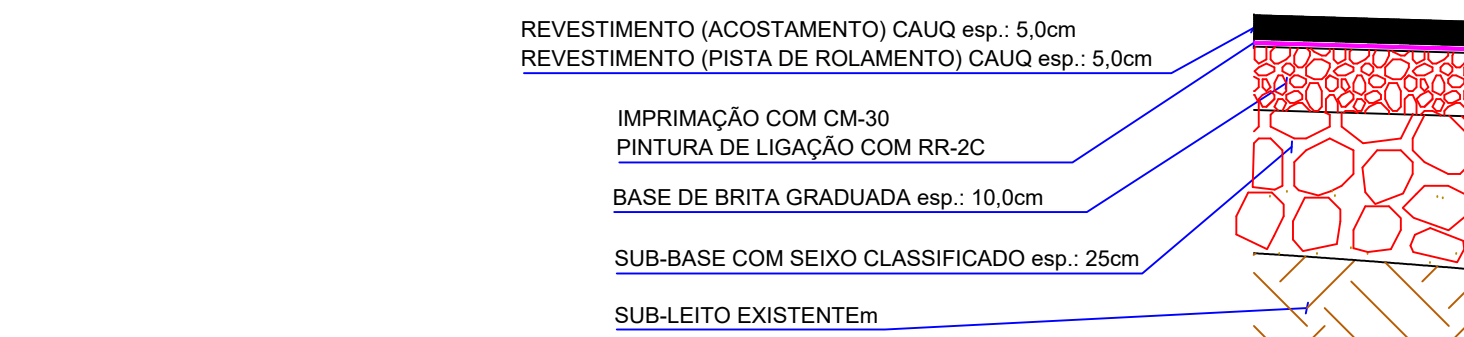 REVESTIMENTO (ACOSTAMENTO) CAUQ esp.: 5,0cm
REVESTIMENTO (PISTA DE ROLAMENTO) CAUQ esp.: 5,0cm
IMPRIMAÇÃO COM CM-30
PINTURA DE LIGAÇÃO COM RR-2C
BASE DE BRITA GRADUADA esp.: 10,0cm
SUB-BASE COM SEIXO CLASSIFICADO esp.: 25cm
SUB-LEITO EXISTENTEm